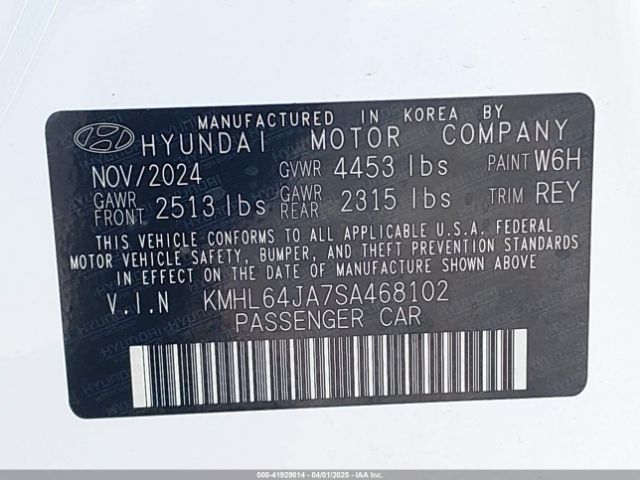 MANUFACTURED IN KOREA BY
HYUNDAI MOTOR COMPANY
NOV/2024 GVWR 4453 lbs PAINT W6H
GAWR FRONT 2513 lbs GAWR REAR 2315 lbs TRIM REY
THIS VEHICLE CONFORMS TO ALL APPLICABLE U.S.A. FEDERAL
MOTOR VEHICLE SAFETY, BUMPER, AND THEFT PREVENTION STANDARDS
IN EFFECT ON THE DATE OF MANUFACTURE SHOWN ABOVE
V.I.N KMHL64JA7SA468102
PASSENGER CAR
000-41929814 - 04/01/2025 - IAAI.COM